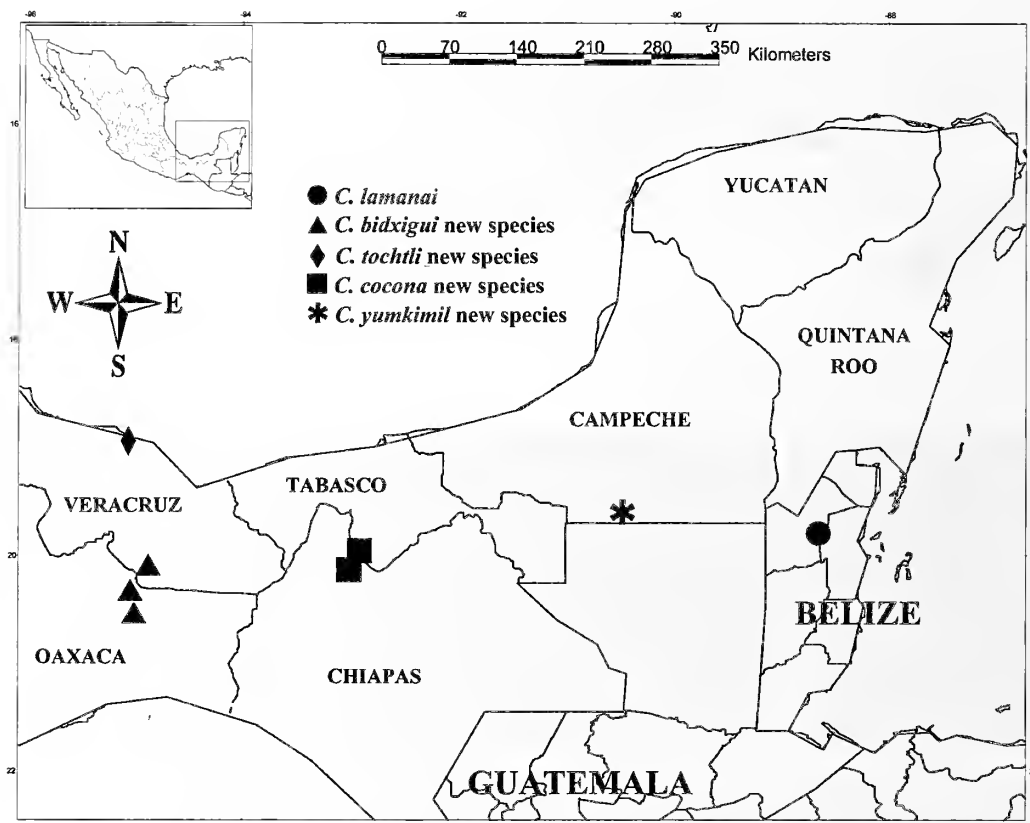 -96 -94 -92 -90 -88
0 70 140 210 280 350 Kilometers
16
YUCATAN
C. lamanai
C. bidxigui new species
C. tochtli new species
C. cocona new species
C. yumkimil new species
N
W E
S
18
QUINTANA
ROO
CAMPECHE
TABASCO
VERACRUZ
20
BELIZE
OAXACA
CHIAPAS
22
GUATEMALA